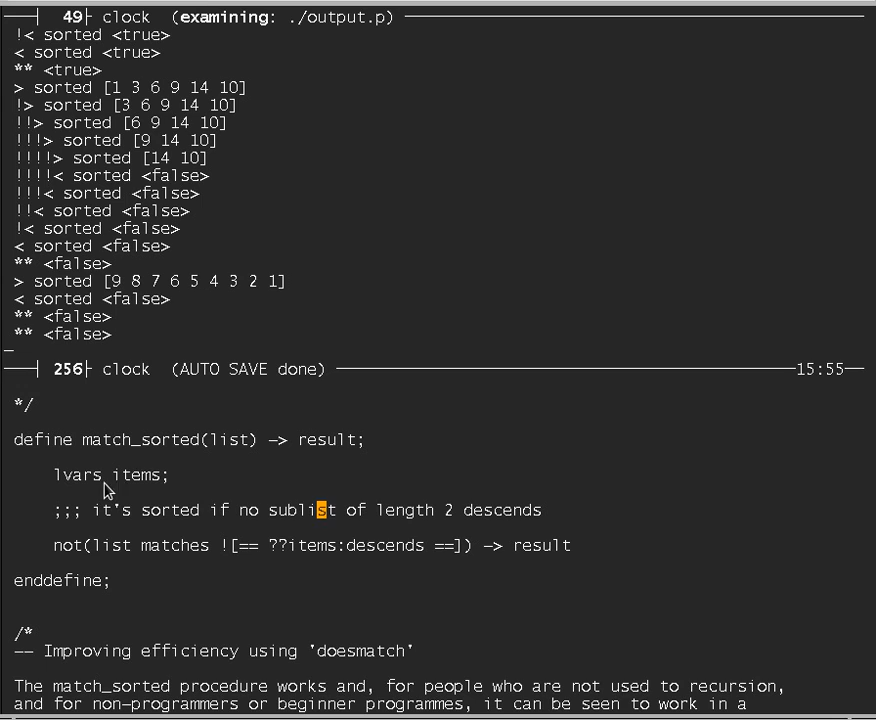 49 clock (examining: ./output.p)
!< sorted <true>
< sorted <true>
** <true>
> sorted [1 3 6 9 14 10]
!> sorted [3 6 9 14 10]
!!> sorted [6 9 14 10]
!!!> sorted [9 14 10]
!!!!> sorted [14 10]
!!!!< sorted <false>
!!!< sorted <false>
!!< sorted <false>
!< sorted <false>
< sorted <false>
** <false>
> sorted [9 8 7 6 5 4 3 2 1]
< sorted <false>
** <false>
** <false>
256 clock (AUTO SAVE done) 15:55
*/
define match_sorted(list) -> result;
lvars items;
;;; it's sorted if no sublist of length 2 descends
not(list matches ![== ??items:descends ==]) -> result
enddefine;
/*
-- Improving efficiency using 'doesmatch'
The match_sorted procedure works and, for people who are not used to recursion,
and for non-programmers or beginner programmes, it can be seen to work in a